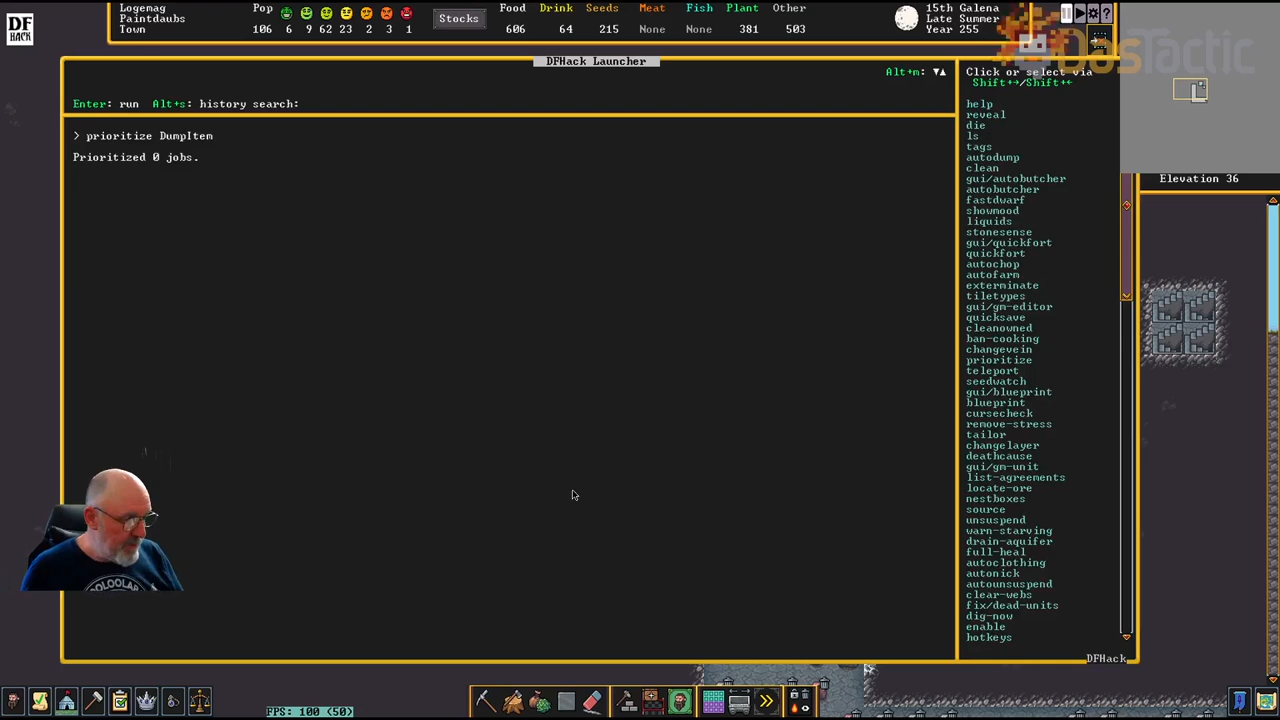 DF
HACK
Logemag
Paintdaubs
Town
Pop
106 6 9 62 23 2 3 1
Stocks
Food Drink Seeds Meat Fish Plant Other
606 64 215 None None 381 503
15th Galena
Late Summer
Year 255
DasTactic
DFHack Launcher
Alt+m:
Enter: run Alt+s: history search:
> prioritize DumpItem
Prioritized 0 jobs.
Click or select via
Shift+→/Shift+←
help
reveal
die
ls
tags
autodump
clean
gui/autobutcher
autobutcher
fastdwarf
showmood
liquids
stonesense
gui/quickfort
quickfort
autochop
autofarm
exterminate
tiletypes
gui/gm-editor
quicksave
cleanowned
ban-cooking
changevein
prioritize
teleport
seedwatch
gui/blueprint
blueprint
cursecheck
remove-stress
tailor
changelayer
deathcause
gui/gm-unit
list-agreements
locate-ore
nestboxes
source
unsuspend
warn-starving
drain-aquifer
full-heal
autoclothing
autonick
autounsuspend
clear-webs
fix/dead-units
dig-now
enable
hotkeys
DFHack
Elevation 36
FPS: 100 (50)